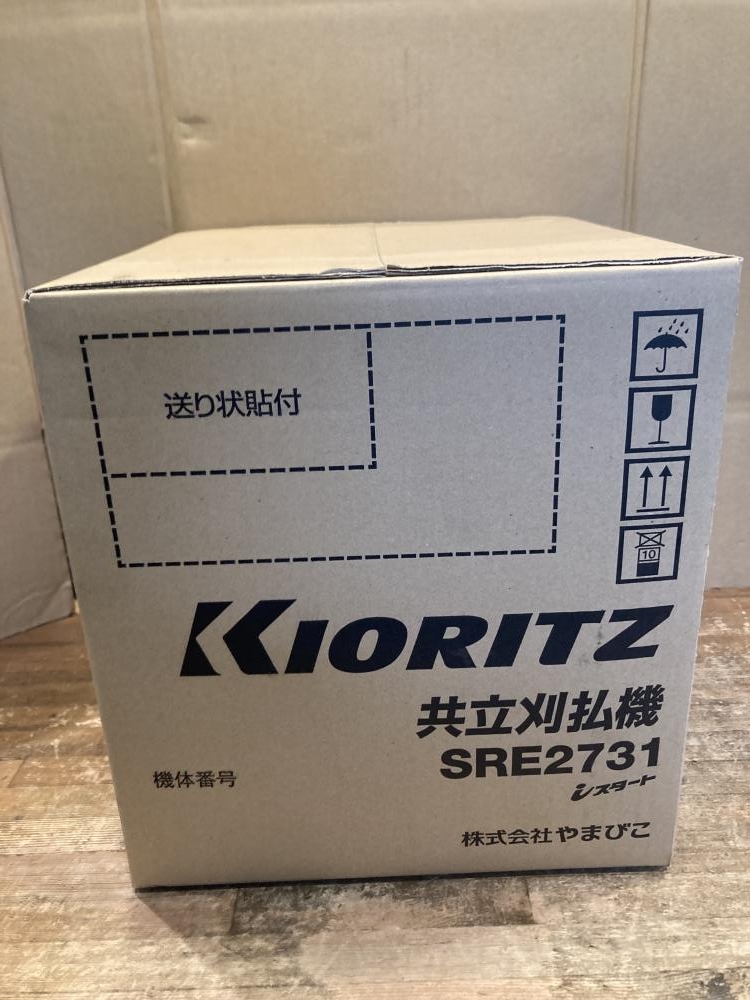 送り状貼付
10
KIORITZ
共立刈払機
SRE2731
iスタート
機体番号
株式会社やまびこ